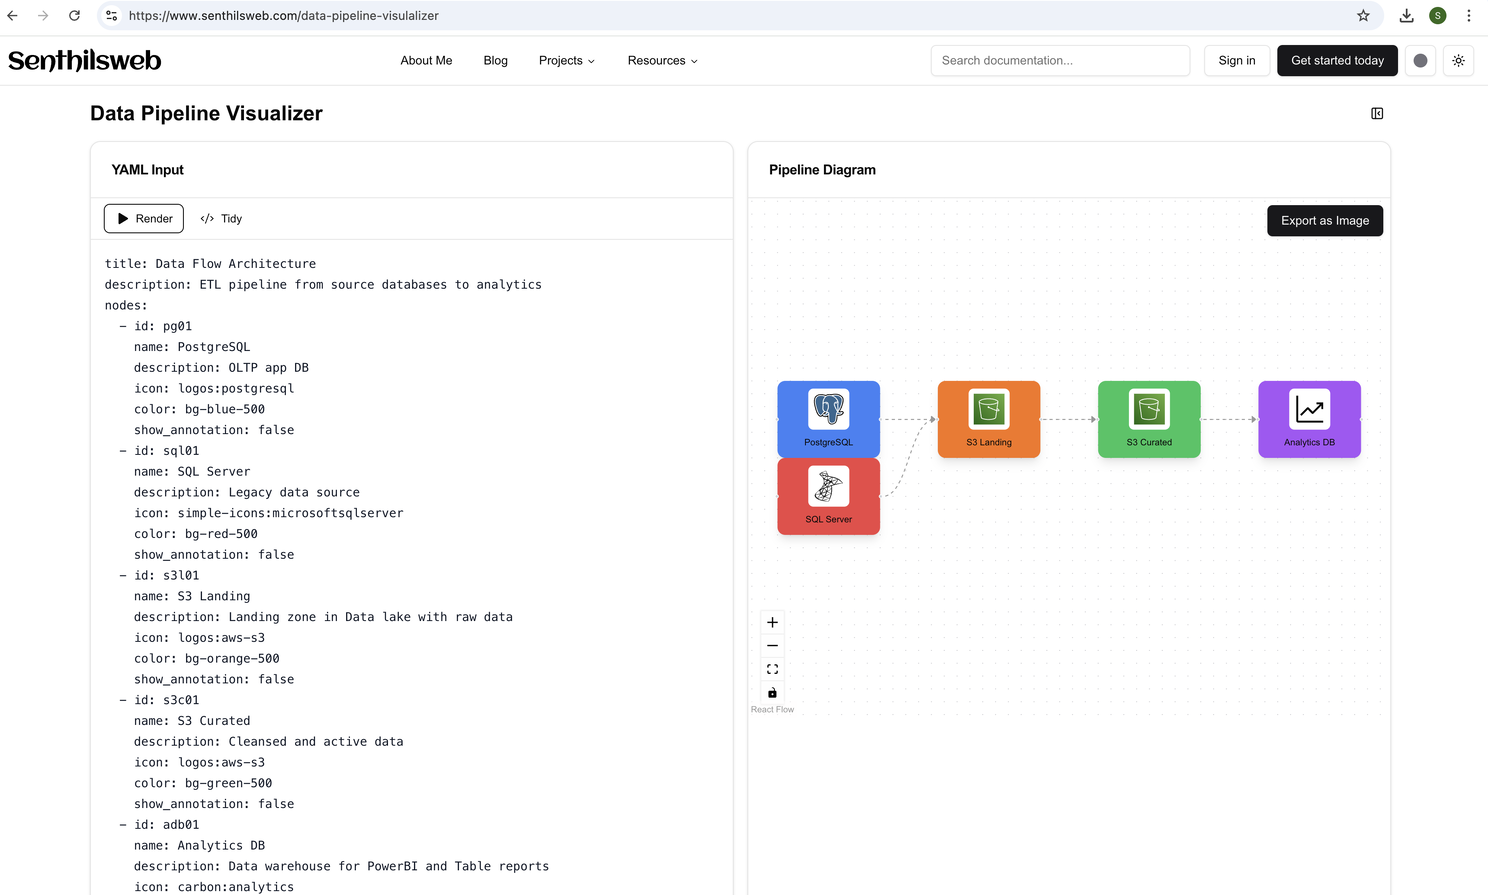 https://www.senthilsweb.com/data-pipeline-visulalizer
S
Senthilsweb
About Me
Blog
Projects
Resources
Search documentation...
Sign in
Get started today
Data Pipeline Visualizer
YAML Input
Render
</> Tidy
title: Data Flow Architecture
description: ETL pipeline from source databases to analytics
nodes:
- id: pg01
name: PostgreSQL
description: OLTP app DB
icon: logos:postgresql
color: bg-blue-500
show_annotation: false
- id: sql01
name: SQL Server
description: Legacy data source
icon: simple-icons:microsoftsqlserver
color: bg-red-500
show_annotation: false
- id: s3l01
name: S3 Landing
description: Landing zone in Data lake with raw data
icon: logos:aws-s3
color: bg-orange-500
show_annotation: false
- id: s3c01
name: S3 Curated
description: Cleansed and active data
icon: logos:aws-s3
color: bg-green-500
show_annotation: false
- id: adb01
name: Analytics DB
description: Data warehouse for PowerBI and Table reports
icon: carbon:analytics
Pipeline Diagram
Export as Image
PostgreSQL
S3 Landing
S3 Curated
Analytics DB
SQL Server
React Flow